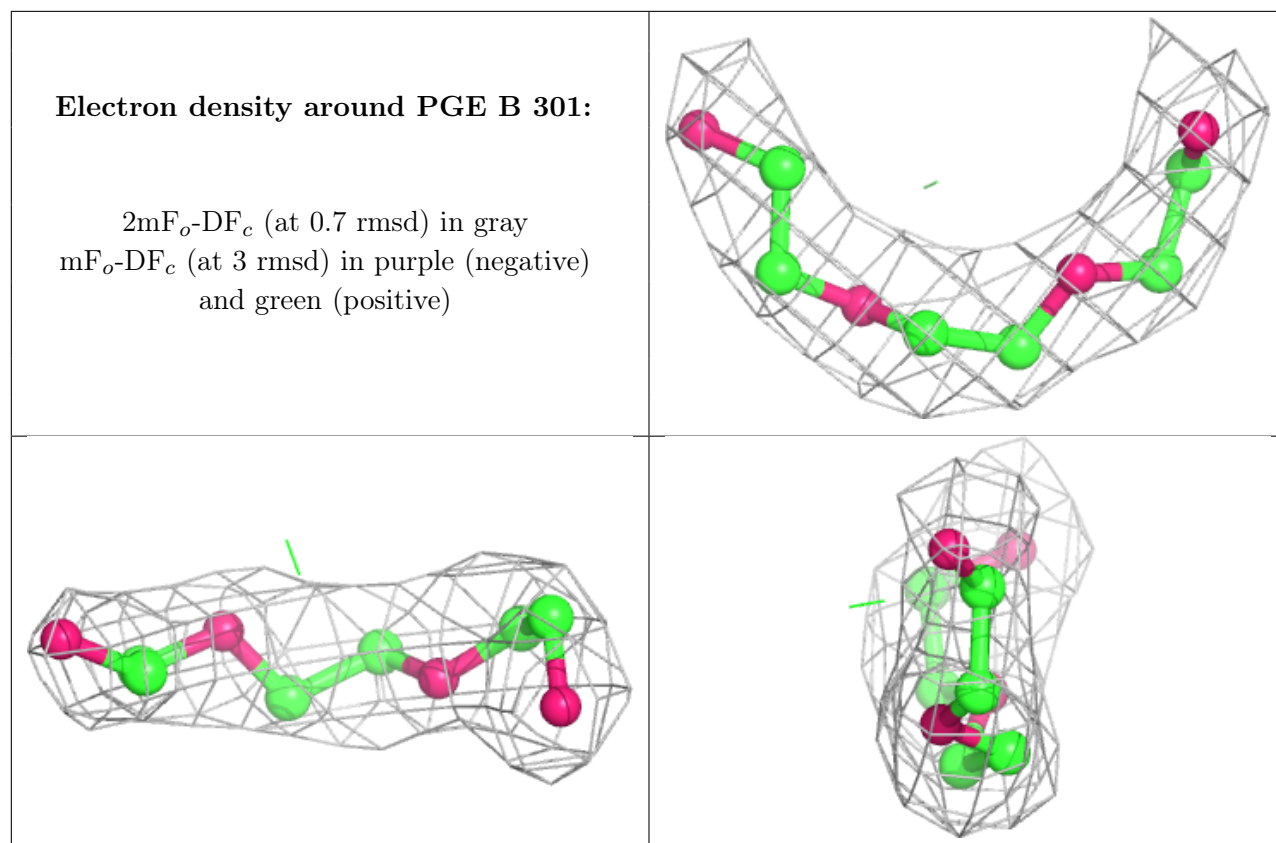 Electron density around PGE B 301:
2mFo-DFc (at 0.7 rmsd) in gray
mFo-DFc (at 3 rmsd) in purple (negative)
and green (positive)